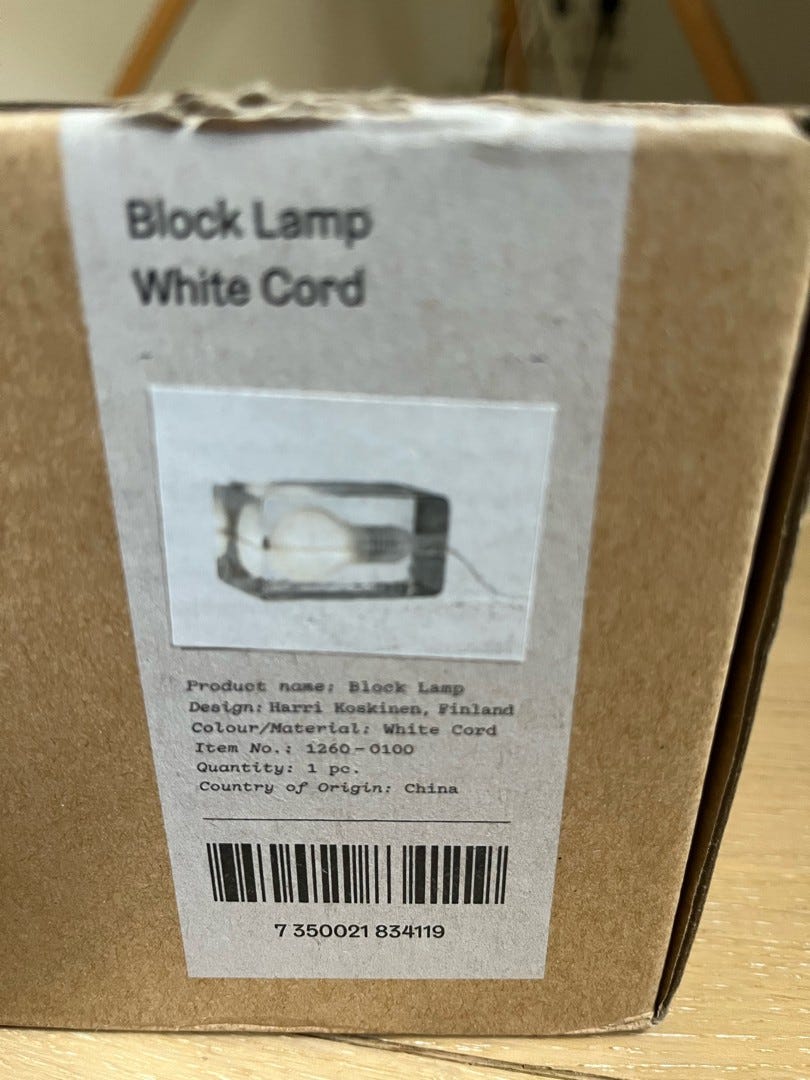 Block Lamp
White Cord
Product name: Block Lamp
Design: Harri Koskinen, Finland
Colour/Material: White Cord
Item No.: 1260-0100
Quantity: 1 pc.
Country of Origin: China
7 350021 834119